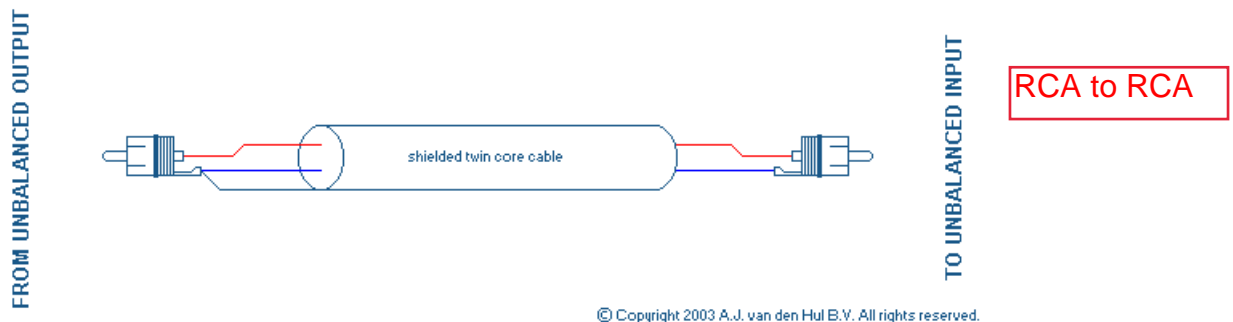 FROM UNBALANCED OUTPUT
shielded twin core cable
TO UNBALANCED INPUT
RCA to RCA
© Copyright 2003 A.J. van den Hul B.V. All rights reserved.